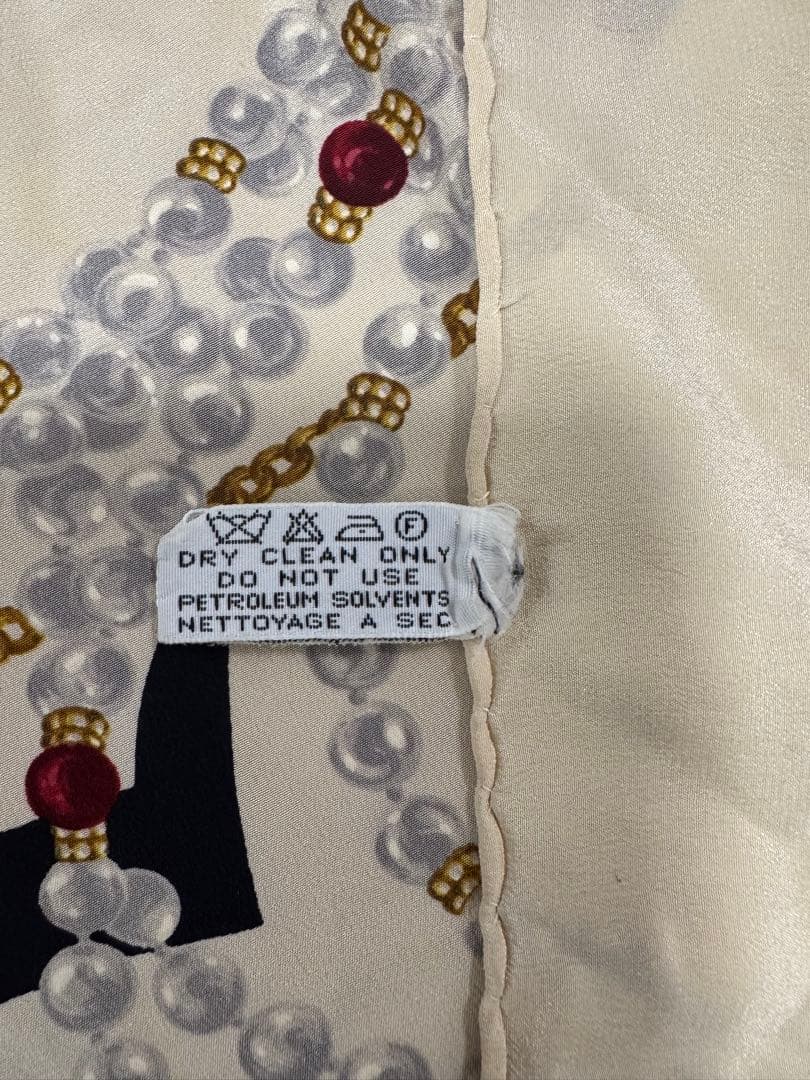 F
DRY CLEAN ONLY
DO NOT USE
PETROLEUM SOLVENTS
NETTOYAGE A SEC